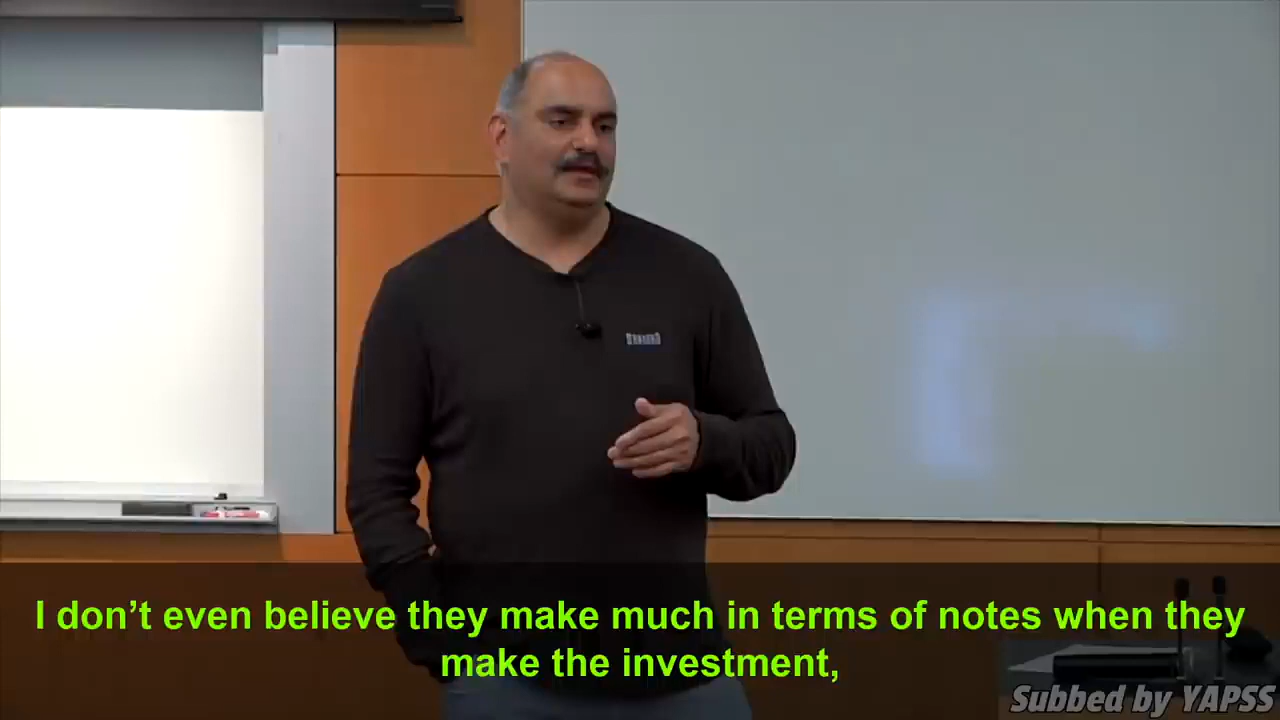 I don’t even believe they make much in terms of notes when they
make the investment,
Subbed by YAPSS